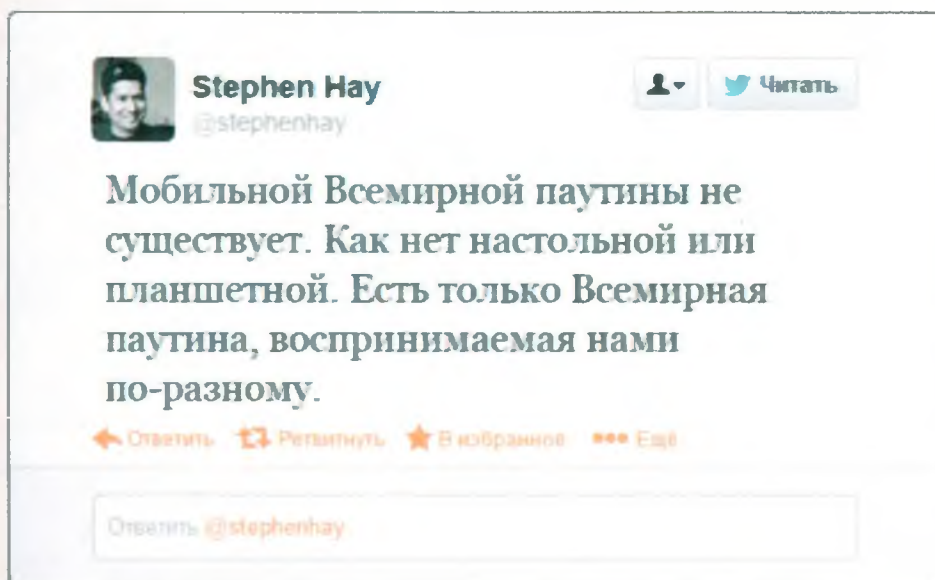 Stephen Hay
Читать
@stephenhay
Мобильной Всемирной паутины не
существует. Как нет настольной или
планшетной. Есть только Всемирная
паутина, воспринимаемая нами
по-разному.
Ответить Ретвитнуть В избранное Ещё
Ответить @stephenhay